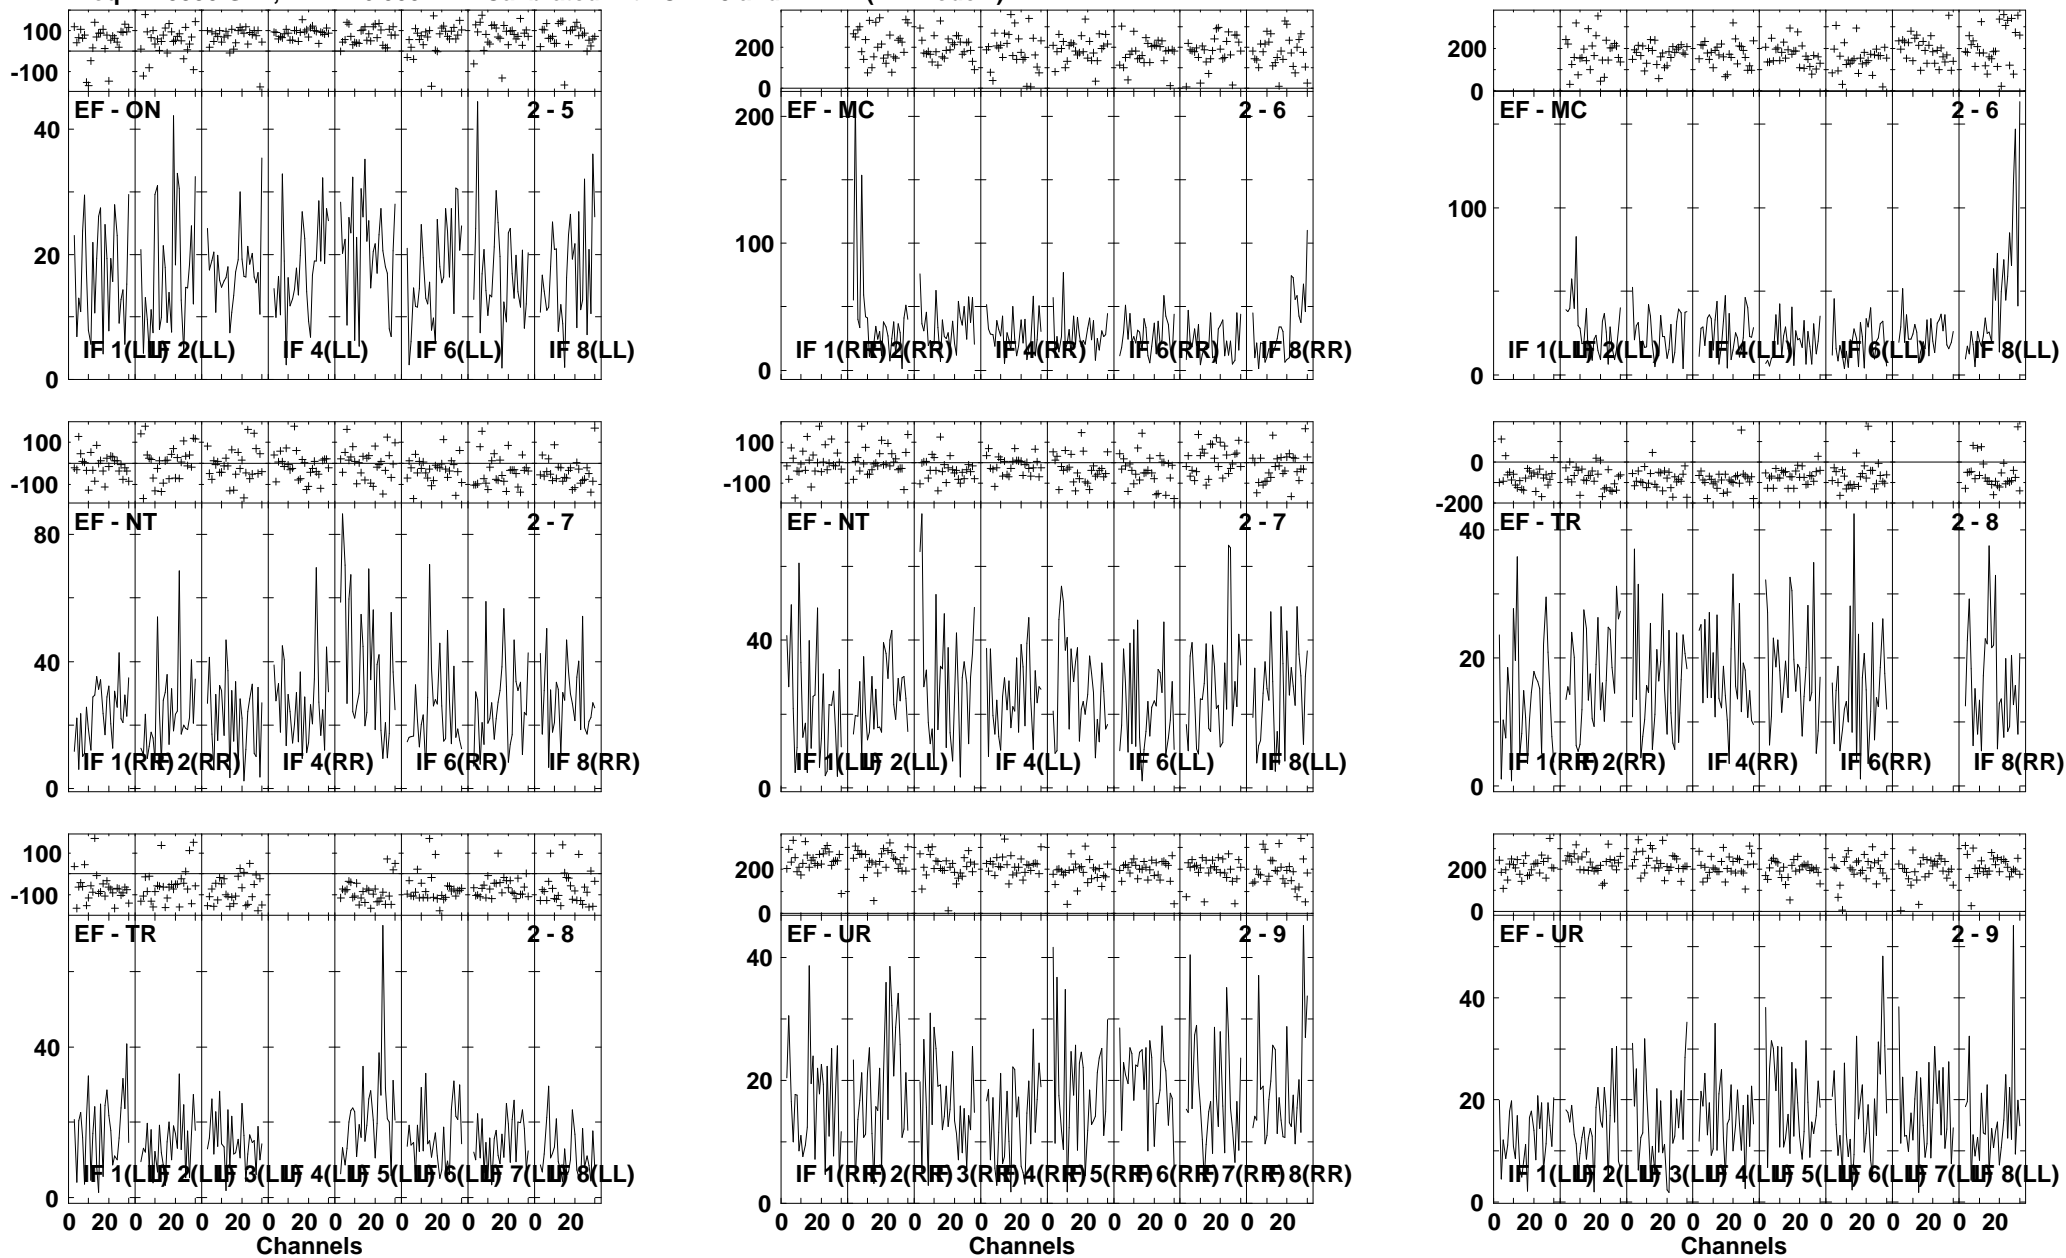 100
-100
EF - ON 2 - 5
40
20
0
IF 1(LL) IF 2(LL) IF 4(LL) IF 6(LL) IF 8(LL)
200
0
EF - MC 2 - 6
200
100
0
IF 1(RR) IF 2(RR) IF 4(RR) IF 6(RR) IF 8(RR)
200
0
EF - MC 2 - 6
100
0
IF 1(LL) IF 2(LL) IF 4(LL) IF 6(LL) IF 8(LL)
100
-100
EF - NT 2 - 7
80
40
0
IF 1(RR) IF 2(RR) IF 4(RR) IF 6(RR) IF 8(RR)
100
-100
EF - NT 2 - 7
40
0
IF 1(LL) IF 2(LL) IF 4(LL) IF 6(LL) IF 8(LL)
0
-200
EF - TR 2 - 8
40
20
0
IF 1(RR) IF 2(RR) IF 4(RR) IF 6(RR) IF 8(RR)
100
-100
EF - TR 2 - 8
40
0
IF 1(LL) IF 2(LL) IF 3(LL) IF 4(LL) IF 5(LL) IF 6(LL) IF 7(LL) IF 8(LL)
0 20 0 20 0 20 0 20 0 20 0 20 0 20 0 20
Channels
200
0
EF - UR 2 - 9
40
20
0
IF 1(RR) IF 2(RR) IF 3(RR) IF 4(RR) IF 5(RR) IF 6(RR) IF 7(RR) IF 8(RR)
0 20 0 20 0 20 0 20 0 20 0 20 0 20 0 20
Channels
200
0
EF - UR 2 - 9
40
20
0
IF 1(LL) IF 2(LL) IF 3(LL) IF 4(LL) IF 5(LL) IF 6(LL) IF 7(LL) IF 8(LL)
0 20 0 20 0 20 0 20 0 20 0 20 0 20 0 20
Channels